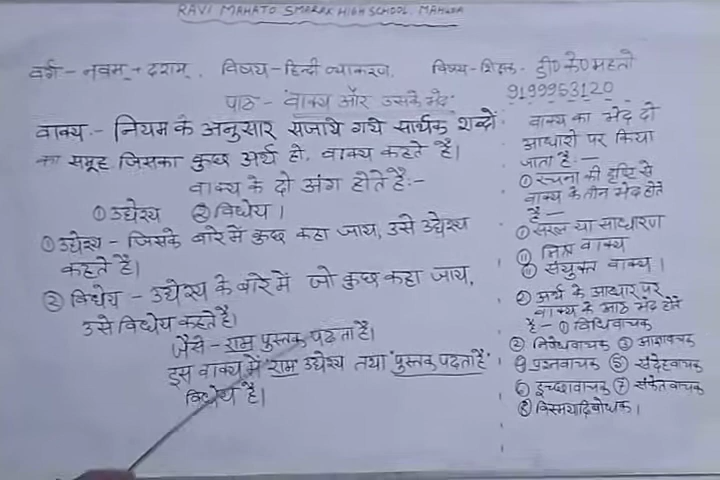 RAVI MAHATO SMARAK HIGH SCHOOL, MAHUDA
वर्ग - नवम् + दशम्, विषय - हिन्दी व्याकरण, विषय - शिक्षक - डी० के० महतो
9199963120
पाठ - वाक्य और उसके भेद
वाक्य :- नियम के अनुसार सजाये गये सार्थक शब्दों
का समूह जिसका कुछ अर्थ हो, वाक्य कहते हैं।
वाक्य के दो अंग होते हैं:-
① उद्देश्य ② विधेय।
① उद्देश्य - जिसके बारे में कुछ कहा जाय, उसे उद्देश्य
कहते हैं।
② विधेय - उद्देश्य के बारे में जो कुछ कहा जाय,
उसे विधेय कहते हैं।
जैसे - राम पुस्तक पढ़ता है।
इस वाक्य में 'राम' उद्देश्य तथा 'पुस्तक पढ़ता है'
विधेय है।
वाक्य का भेद दो
आधारों पर किया
जाता है:-
① रचना की दृष्टि से
वाक्य के तीन भेद होते
हैं -
ⓘ सरल या साधारण
ⓘⓘ मिश्र वाक्य
ⓘⓘⓘ संयुक्त वाक्य।
② अर्थ के आधार पर
वाक्य के आठ भेद होते
हैं - ① विधिवाचक
② निषेधवाचक ③ आज्ञावाचक
④ प्रश्नवाचक ⑤ संदेहवाचक
⑥ इच्छावाचक ⑦ संकेतवाचक
⑧ विस्मयादिबोधक।